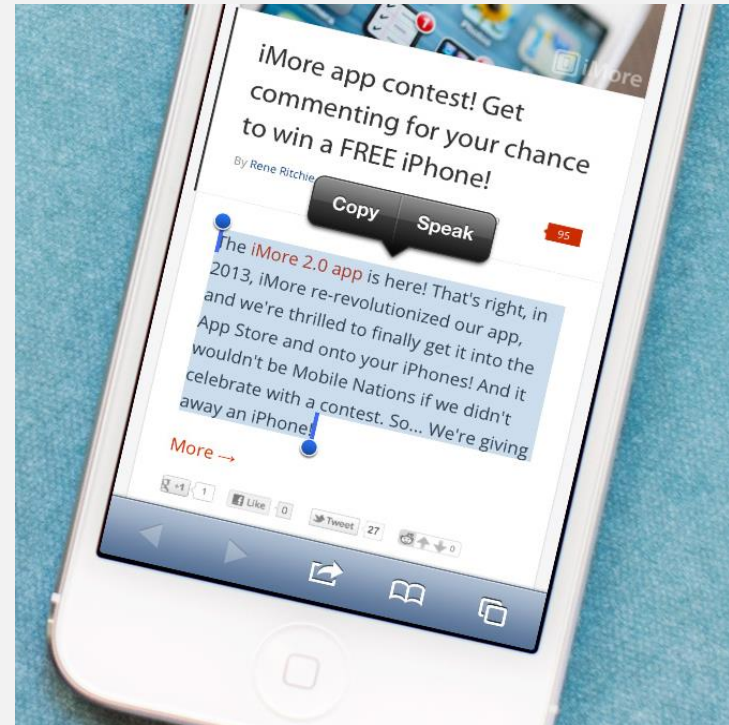 iMore
iMore app contest! Get
commenting for your chance
to win a FREE iPhone!
By Rene Ritchie
Copy Speak
95
The iMore 2.0 app is here! That's right, in
2013, iMore re-revolutionized our app,
and we're thrilled to finally get it into the
App Store and onto your iPhones! And it
wouldn't be Mobile Nations if we didn't
celebrate with a contest. So... We're giving
away an iPhone!
More →
+1 1 Like 0 Tweet 27 0